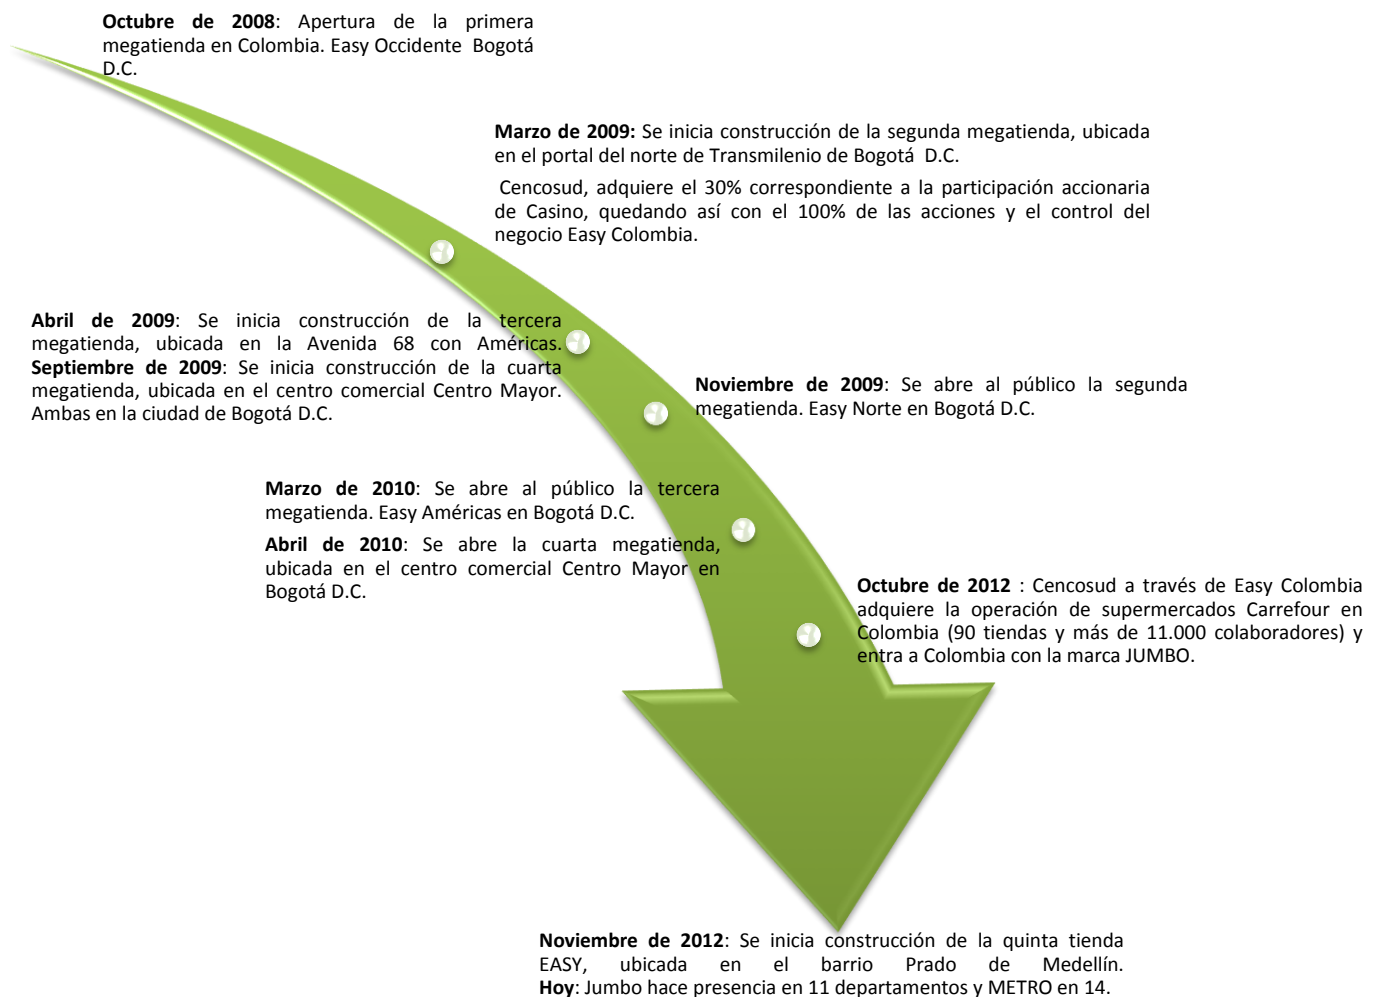 Octubre de 2008: Apertura de la primera
megatienda en Colombia. Easy Occidente Bogotá
D.C.
Marzo de 2009: Se inicia construcción de la segunda megatienda, ubicada
en el portal del norte de Transmilenio de Bogotá D.C.
Cencosud, adquiere el 30% correspondiente a la participación accionaria
de Casino, quedando así con el 100% de las acciones y el control del
negocio Easy Colombia.
Abril de 2009: Se inicia construcción de la tercera
megatienda, ubicada en la Avenida 68 con Américas.
Septiembre de 2009: Se inicia construcción de la cuarta
megatienda, ubicada en el centro comercial Centro Mayor.
Ambas en la ciudad de Bogotá D.C.
Noviembre de 2009: Se abre al público la segunda
megatienda. Easy Norte en Bogotá D.C.
Marzo de 2010: Se abre al público la tercera
megatienda. Easy Américas en Bogotá D.C.
Abril de 2010: Se abre la cuarta megatienda,
ubicada en el centro comercial Centro Mayor en
Bogotá D.C.
Octubre de 2012 : Cencosud a través de Easy Colombia
adquiere la operación de supermercados Carrefour en
Colombia (90 tiendas y más de 11.000 colaboradores) y
entra a Colombia con la marca JUMBO.
Noviembre de 2012: Se inicia construcción de la quinta tienda
EASY, ubicada en el barrio Prado de Medellín.
Hoy: Jumbo hace presencia en 11 departamentos y METRO en 14.